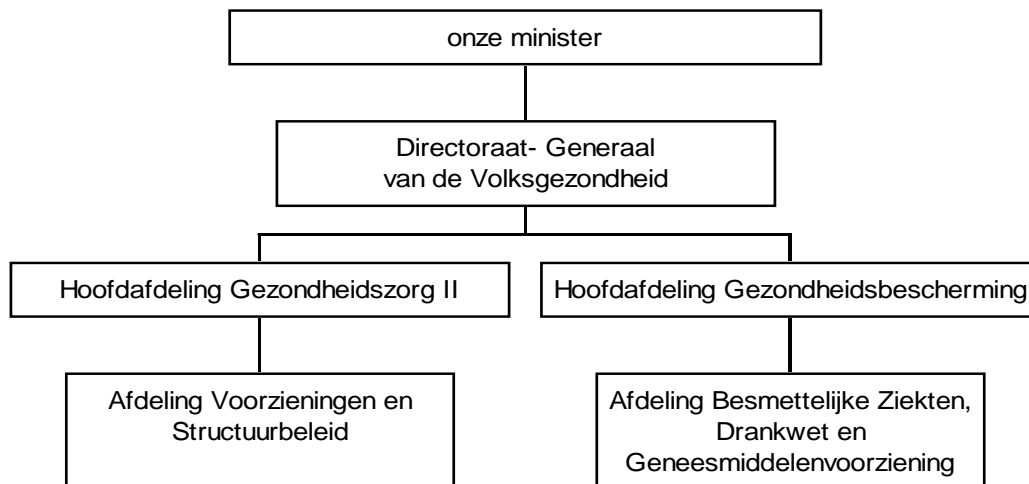 onze minister
Directoraat- Generaal
van de Volksgezondheid
Hoofdafdeling Gezondheidszorg II
Hoofdafdeling Gezondheidsbescherming
Afdeling Voorzieningen en
Structuurbeleid
Afdeling Besmettelijke Ziekten,
Drankwet en
Geneesmiddelenvoorziening